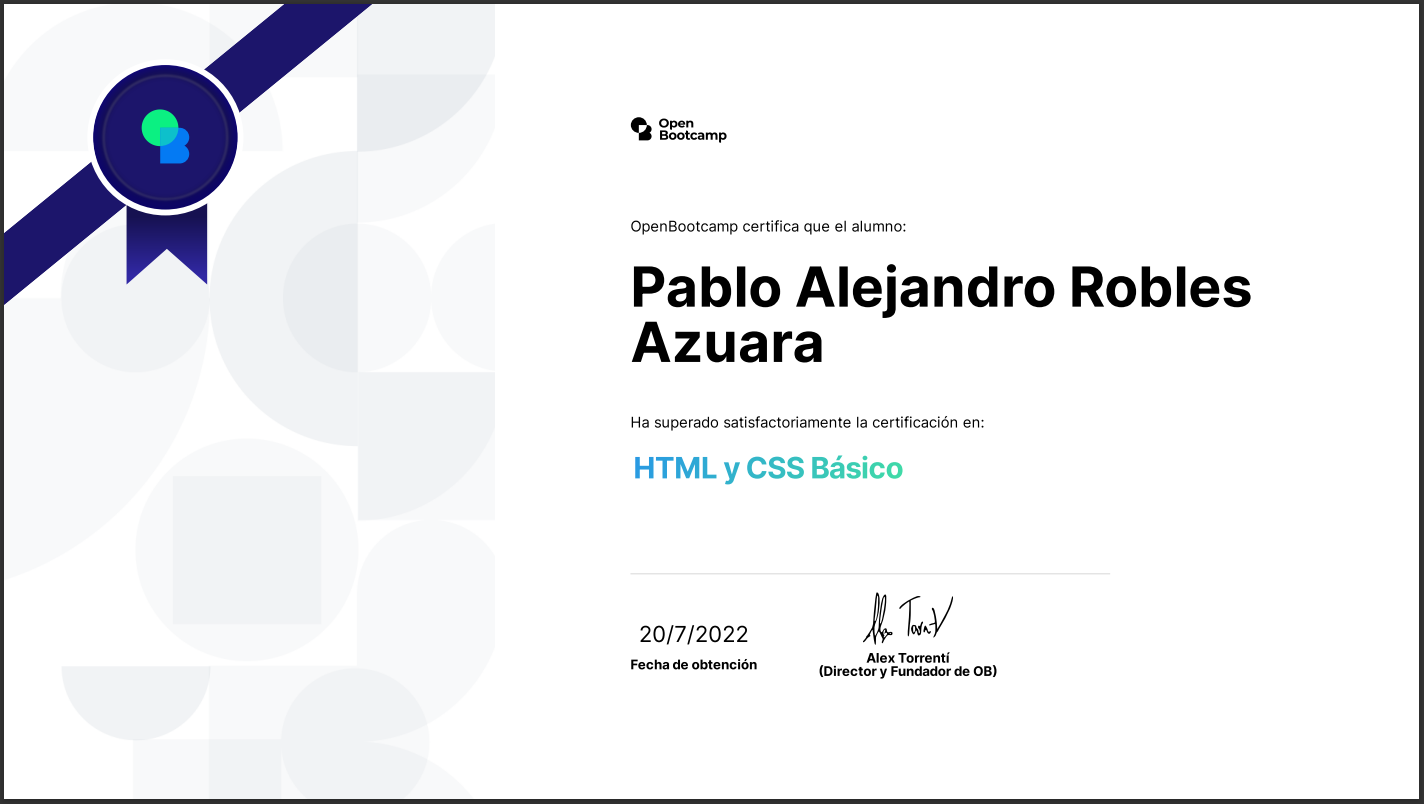 Open
Bootcamp
OpenBootcamp certifica que el alumno:
Pablo Alejandro Robles
Azuara
Ha superado satisfactoriamente la certificación en:
HTML y CSS Básico
20/7/2022
Fecha de obtención
Alex Torrentí
(Director y Fundador de OB)